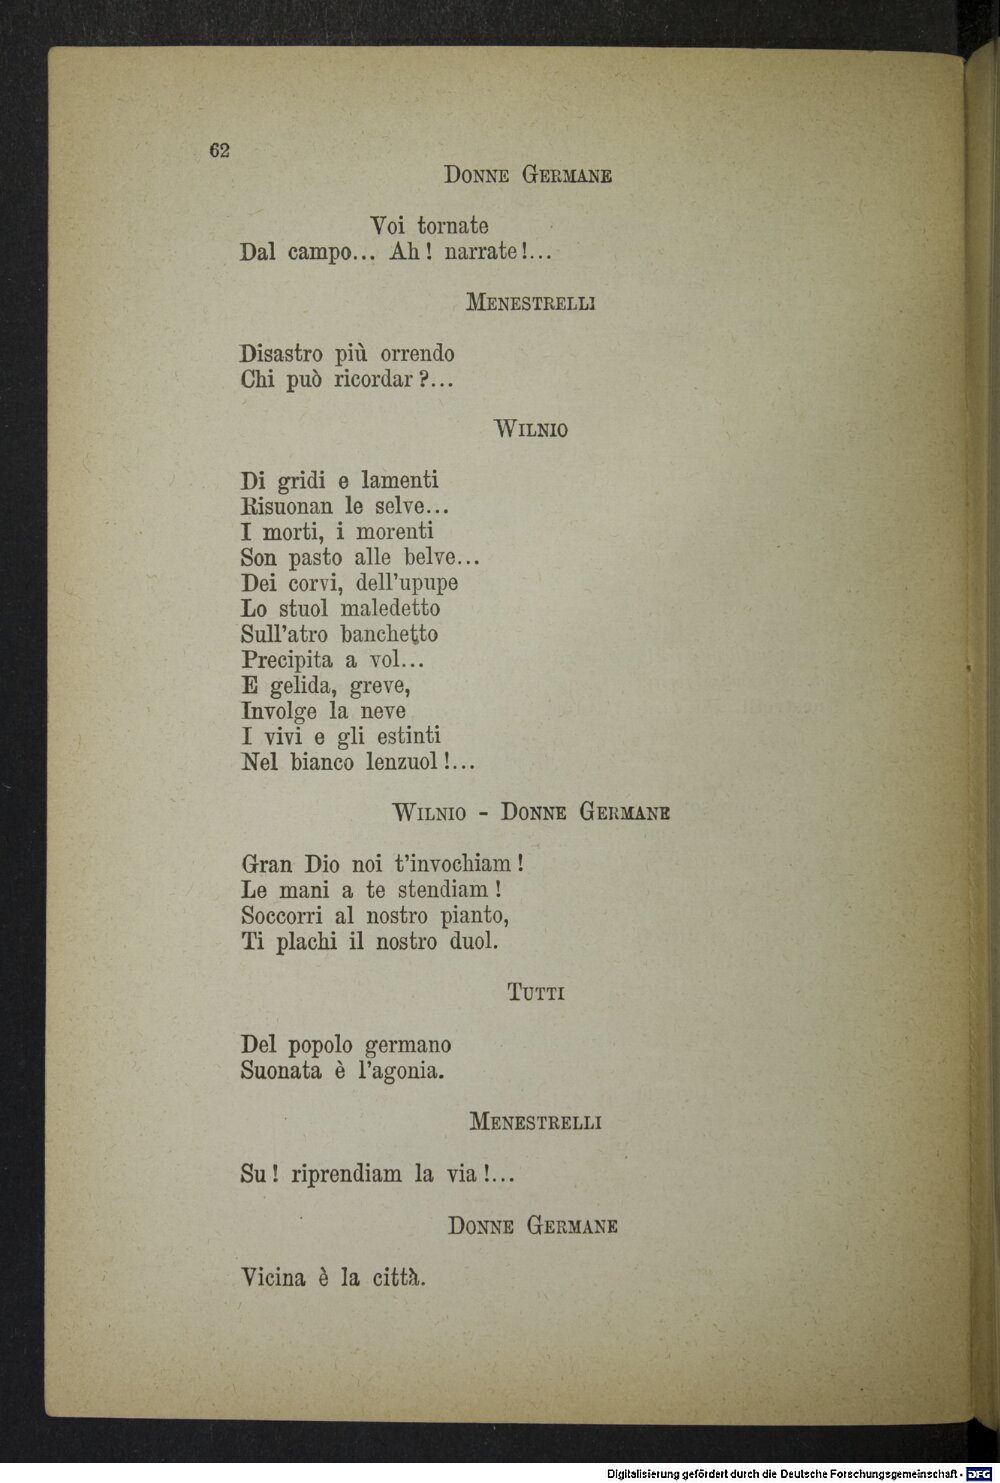 62
DONNE GERMANE
Voi tornate
Dal campo... Ah! narrate!...
MENESTRELLI
Disastro più orrendo
Chi può ricordar?...
WILNIO
Di gridi e lamenti
Risuonan le selve...
I morti, i morenti
Son pasto alle belve...
Dei corvi, dell'upupe
Lo stuol maledetto
Sull'atro banchetto
Precipita a vol...
E gelida, greve,
Involge la neve
I vivi e gli estinti
Nel bianco lenzuol!...
WILNIO - DONNE GERMANE
Gran Dio noi t'invochiam!
Le mani a te stendiam!
Soccorri al nostro pianto,
Ti plachi il nostro duol.
TUTTI
Del popolo germano
Suonata è l'agonia.
MENESTRELLI
Su! riprendiam la via!...
DONNE GERMANE
Vicina è la città.
Digitalisierung gefördert durch die Deutsche Forschungsgemeinschaft - DFG